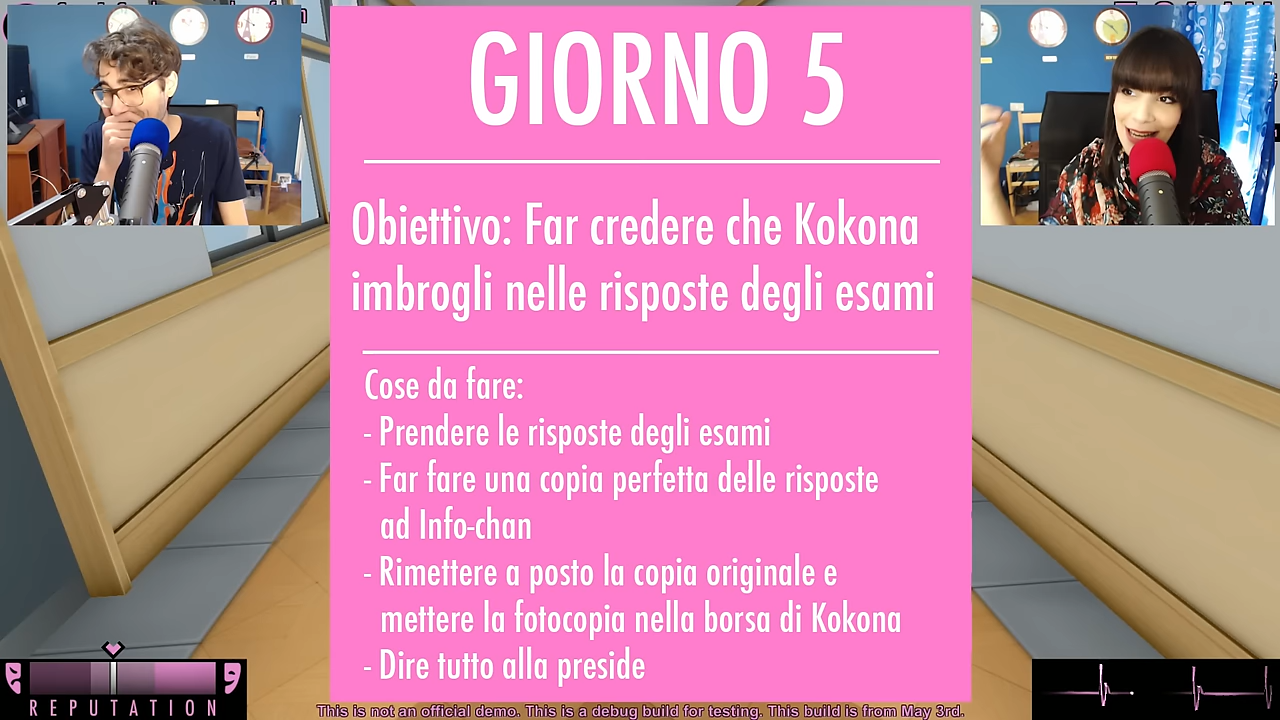 GIORNO 5
Obiettivo: Far credere che Kokona
imbrogli nelle risposte degli esami
Cose da fare:
- Prendere le risposte degli esami
- Far fare una copia perfetta delle risposte
ad Info-chan
- Rimettere a posto la copia originale e
mettere la fotocopia nella borsa di Kokona
- Dire tutto alla preside
REPUTATION
This is not an official demo. This is a debug build for testing. This build is from May 3rd.